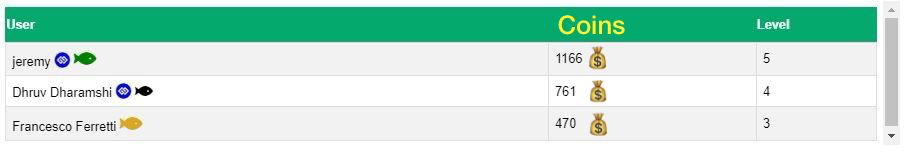 User Coins Level
jeremy 1166 5
Dhruv Dharamshi 761 4
Francesco Ferretti 470 3